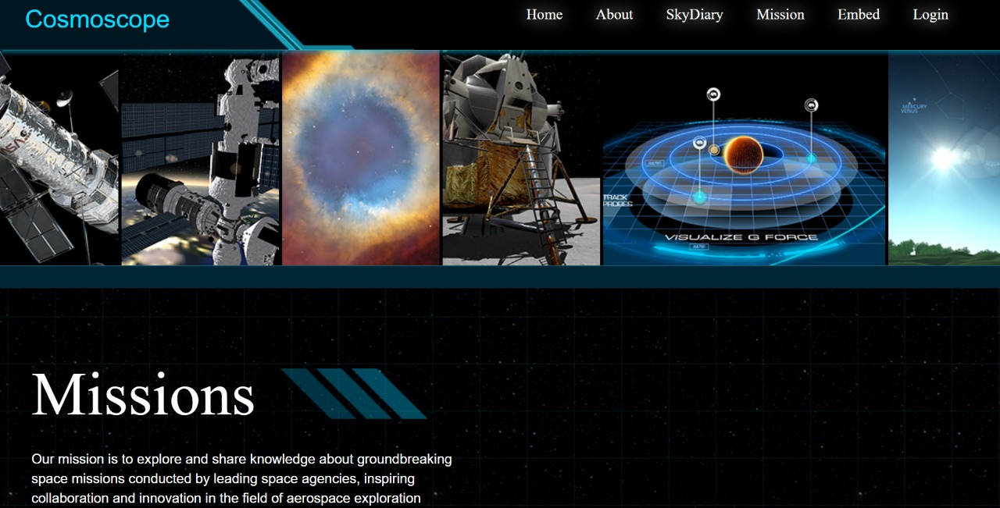 Cosmoscope
Home About SkyDiary Mission Embed Login
NASA
MERCURY
VENUS
TRACK
PROBES
VISUALIZE G FORCE
Missions
Our mission is to explore and share knowledge about groundbreaking
space missions conducted by leading space agencies, inspiring
collaboration and innovation in the field of aerospace exploration